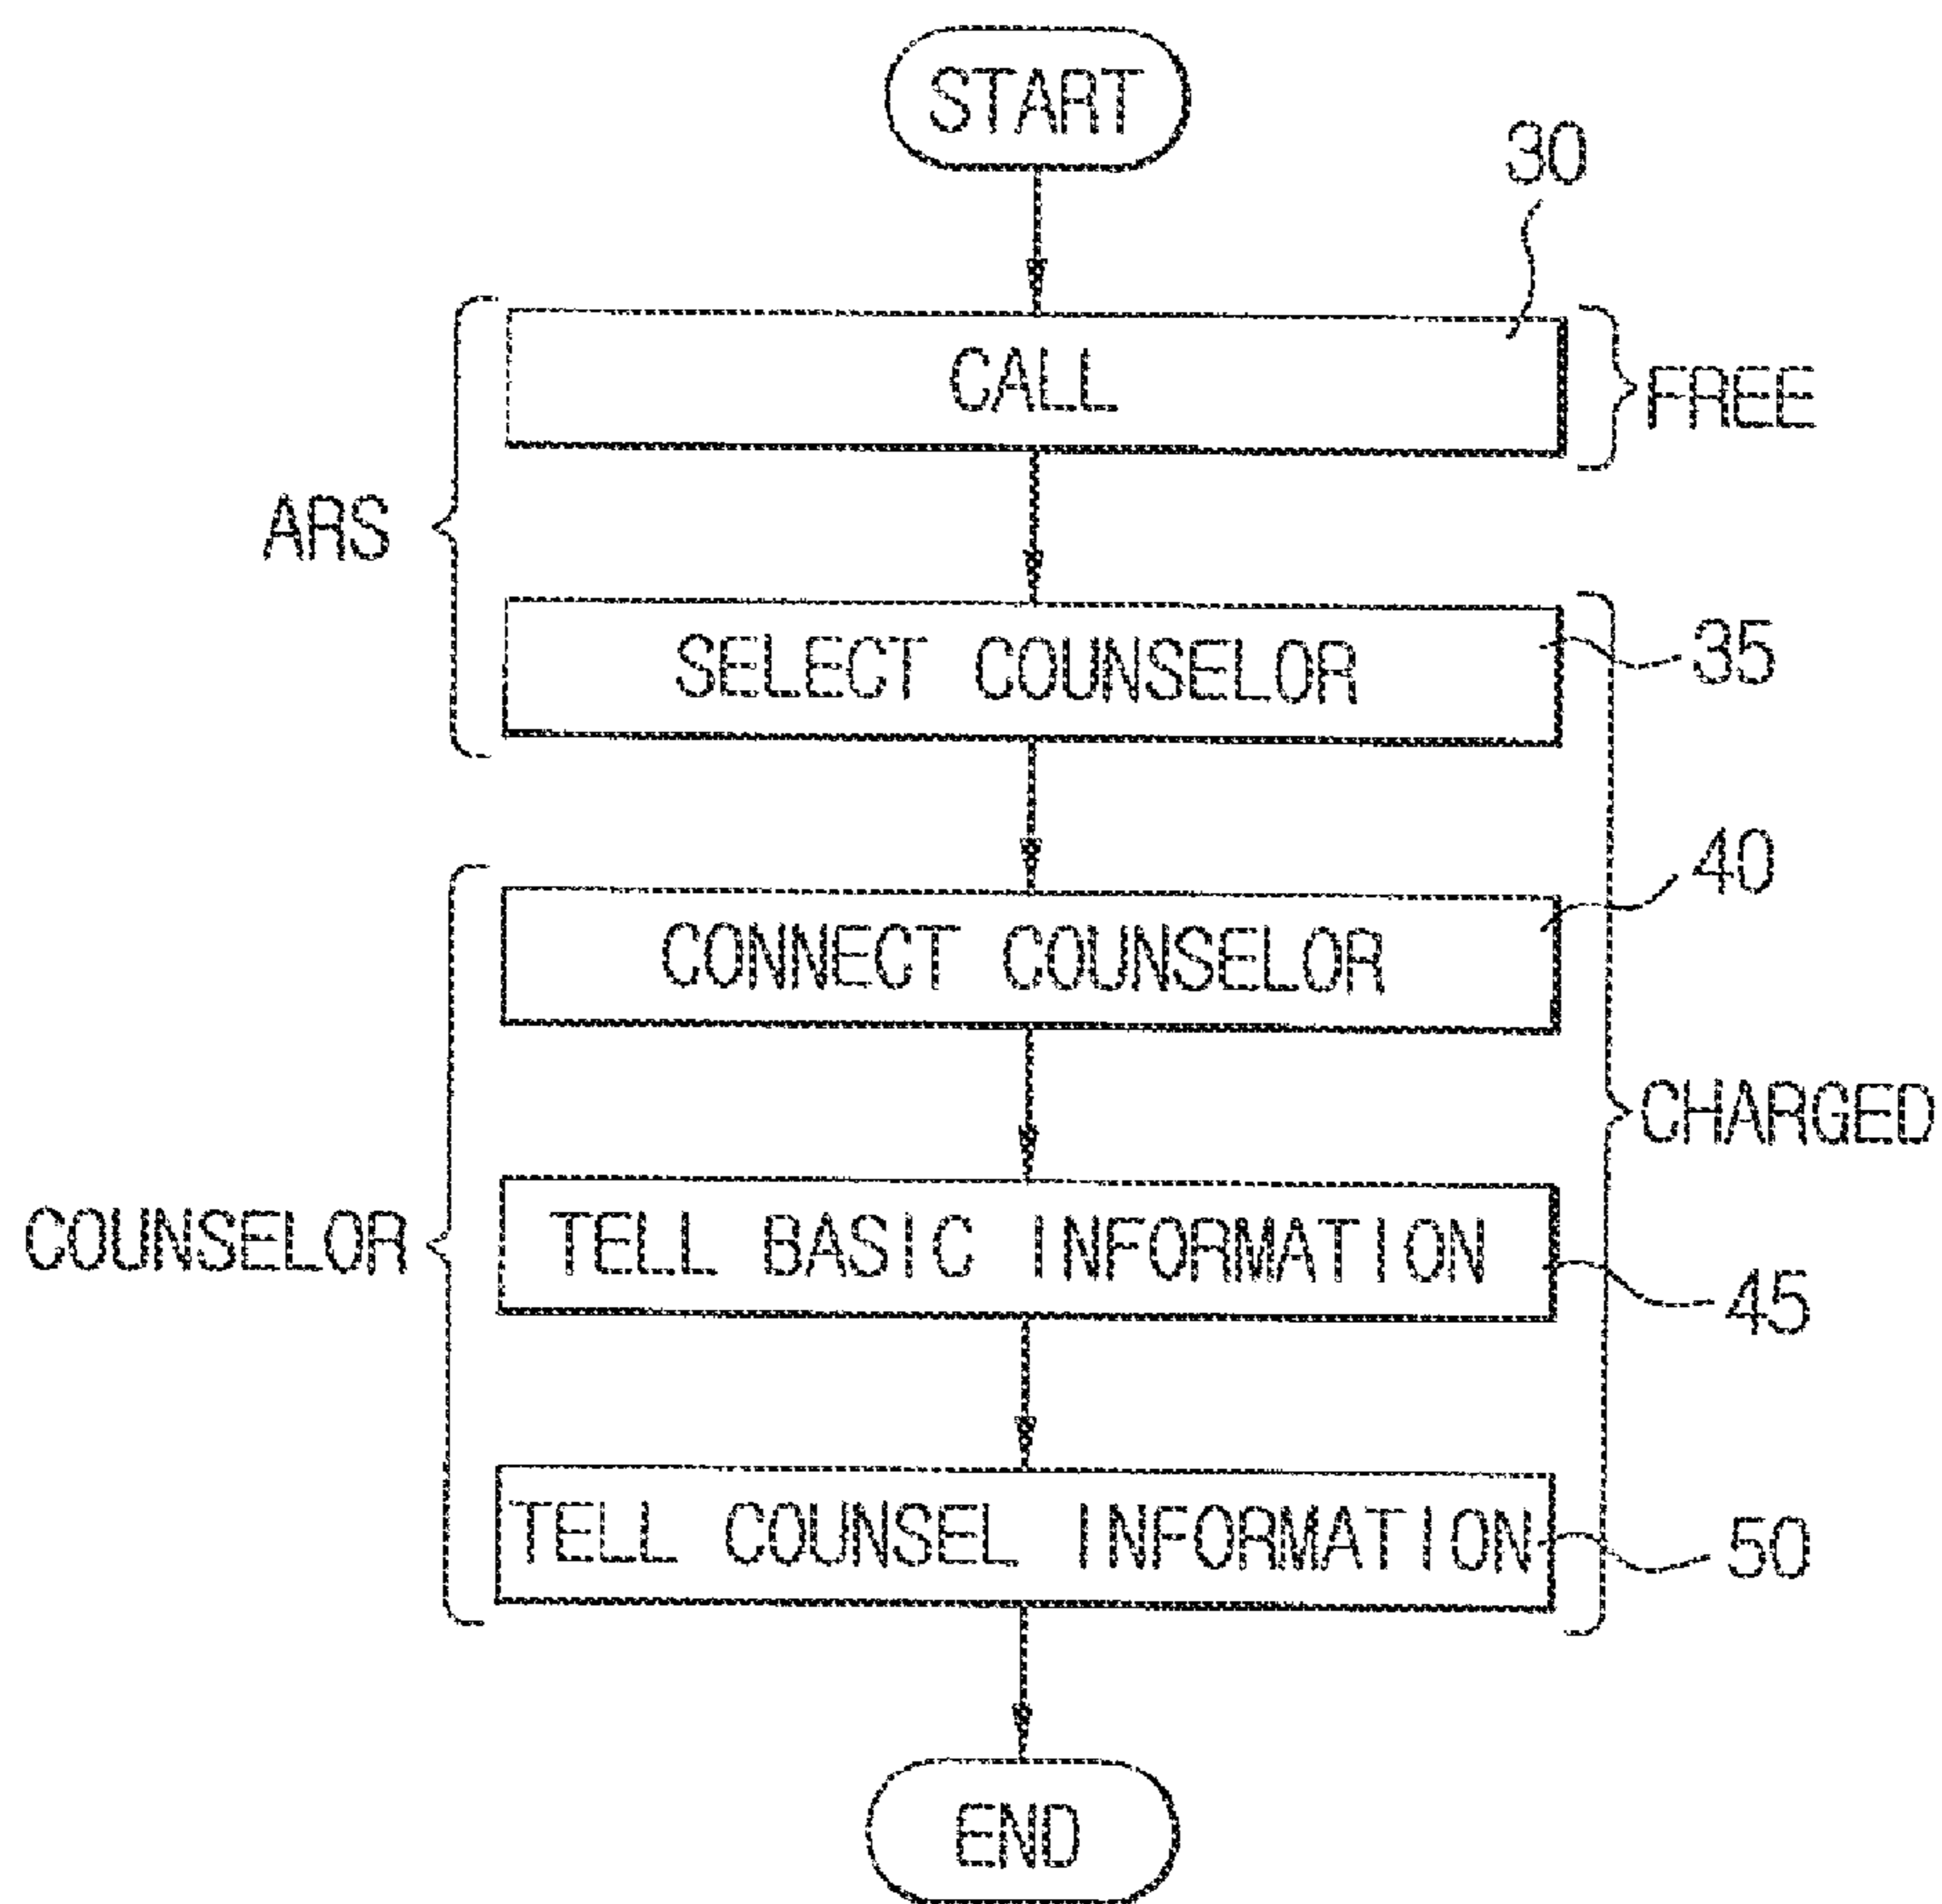 START
30
CALL
FREE
ARS
SELECT COUNSELOR
35
40
CONNECT COUNSELOR
CHARGED
COUNSELOR
TELL BASIC INFORMATION
45
TELL COUNSEL INFORMATION
50
END